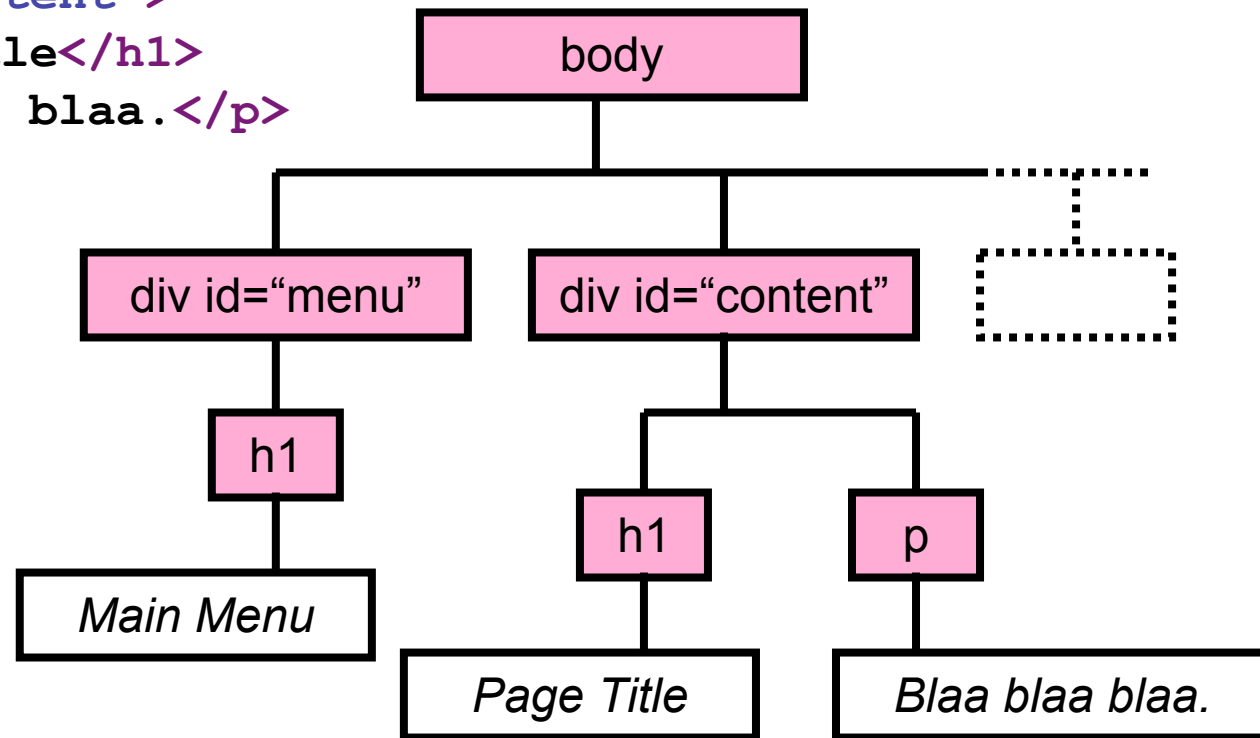 tent">
le</h1>
blaa.</p>
body
div id=“menu”
div id=“content”
h1
h1
p
Main Menu
Page Title
Blaa blaa blaa.